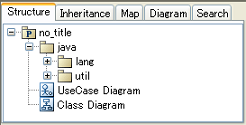 Structure Inheritance Map Diagram Search
no_title
java
lang
util
UseCase Diagram
Class Diagram